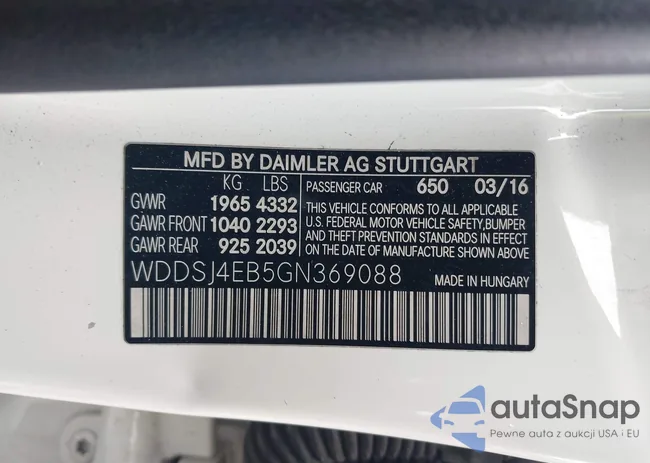 MFD BY DAIMLER AG STUTTGART
KG LBS
GVWR 1965 4332
GAWR FRONT 1040 2293
GAWR REAR 925 2039
PASSENGER CAR 650 03/16
THIS VEHICLE CONFORMS TO ALL APPLICABLE
U.S. FEDERAL MOTOR VEHICLE SAFETY, BUMPER
AND THEFT PREVENTION STANDARDS IN EFFECT
ON THE DATE OF MANUFACTURE SHOWN ABOVE.
WDDSJ4EB5GN369088 MADE IN HUNGARY
autaSnap
Pewne auta z aukcji USA i EU